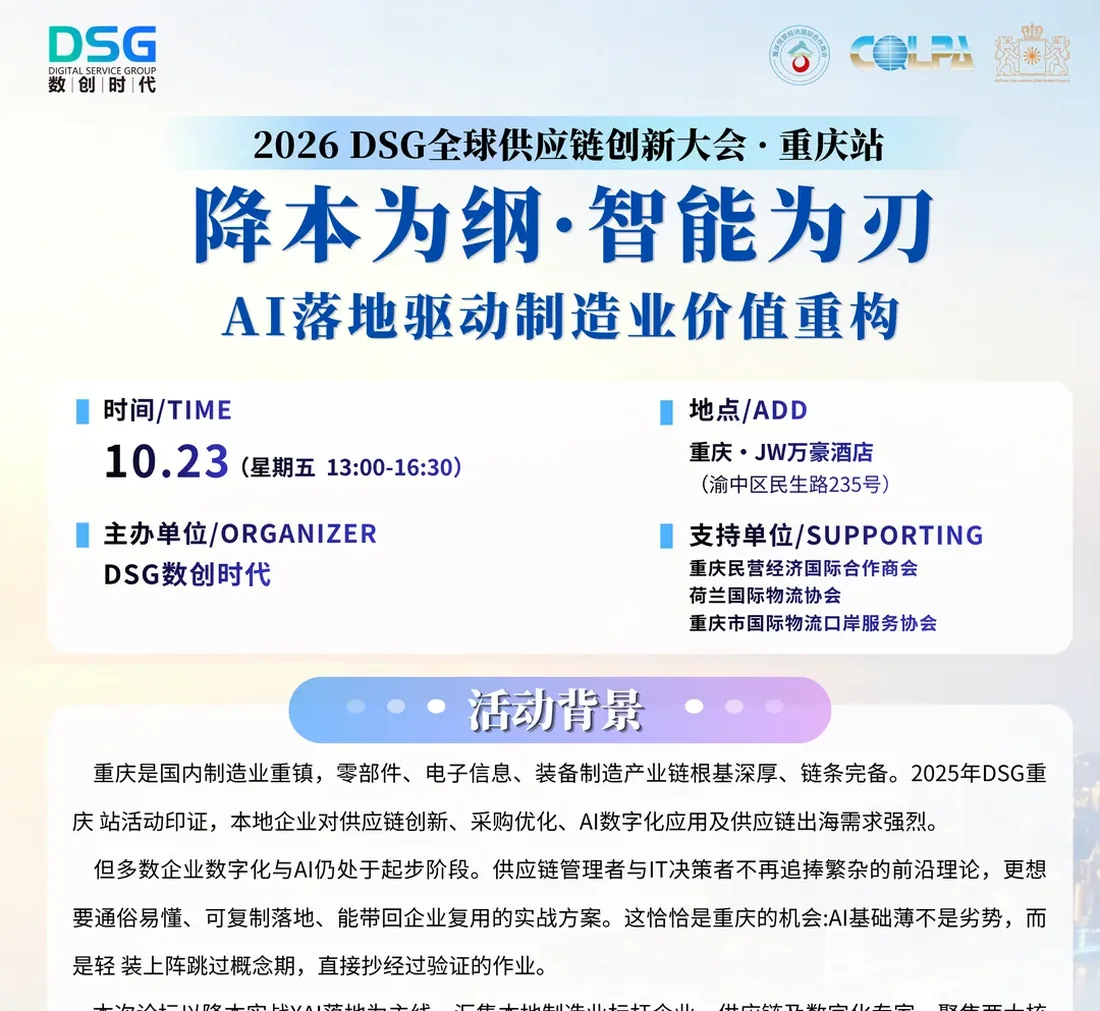 DSG
DIGITAL SERVICE GROUP
数|创|时|代
CQLPA
2026 DSG全球供应链创新大会·重庆站
降本为纲·智能为刃
AI落地驱动制造业价值重构
时间/TIME
10.23（星期五 13:00-16:30）
地点/ADD
重庆·JW万豪酒店
（渝中区民生路235号）
主办单位/ORGANIZER
DSG数创时代
支持单位/SUPPORTING
重庆民营经济国际合作商会
荷兰国际物流协会
重庆市国际物流口岸服务协会
活动背景
重庆是国内制造业重镇，零部件、电子信息、装备制造产业链根基深厚、链条完备。2025年DSG重
庆 站活动印证，本地企业对供应链创新、采购优化、AI数字化应用及供应链出海需求强烈。
但多数企业数字化与AI仍处于起步阶段。供应链管理者与IT决策者不再追捧繁杂的前沿理论，更想
要通俗易懂、可复制落地、能带回企业复用的实战方案。这恰恰是重庆的机会:AI基础薄不是劣势，而
是轻 装上阵跳过概念期，直接抄经过验证的作业。